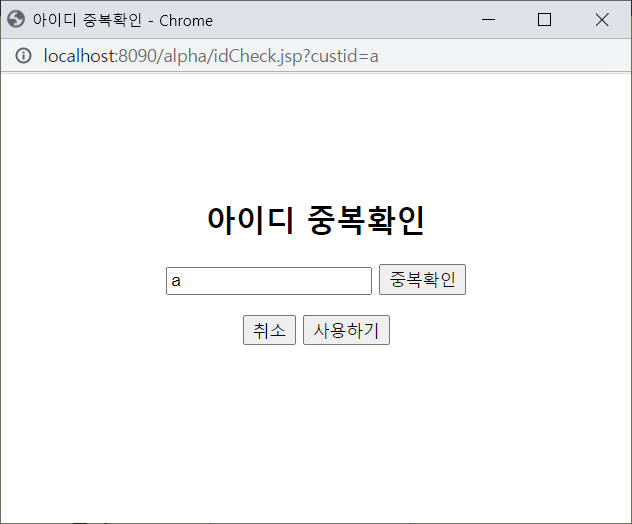 아이디 중복확인 - Chrome
localhost:8090/alpha/idCheck.jsp?custid=a
아이디 중복확인
a 중복확인
취소 사용하기